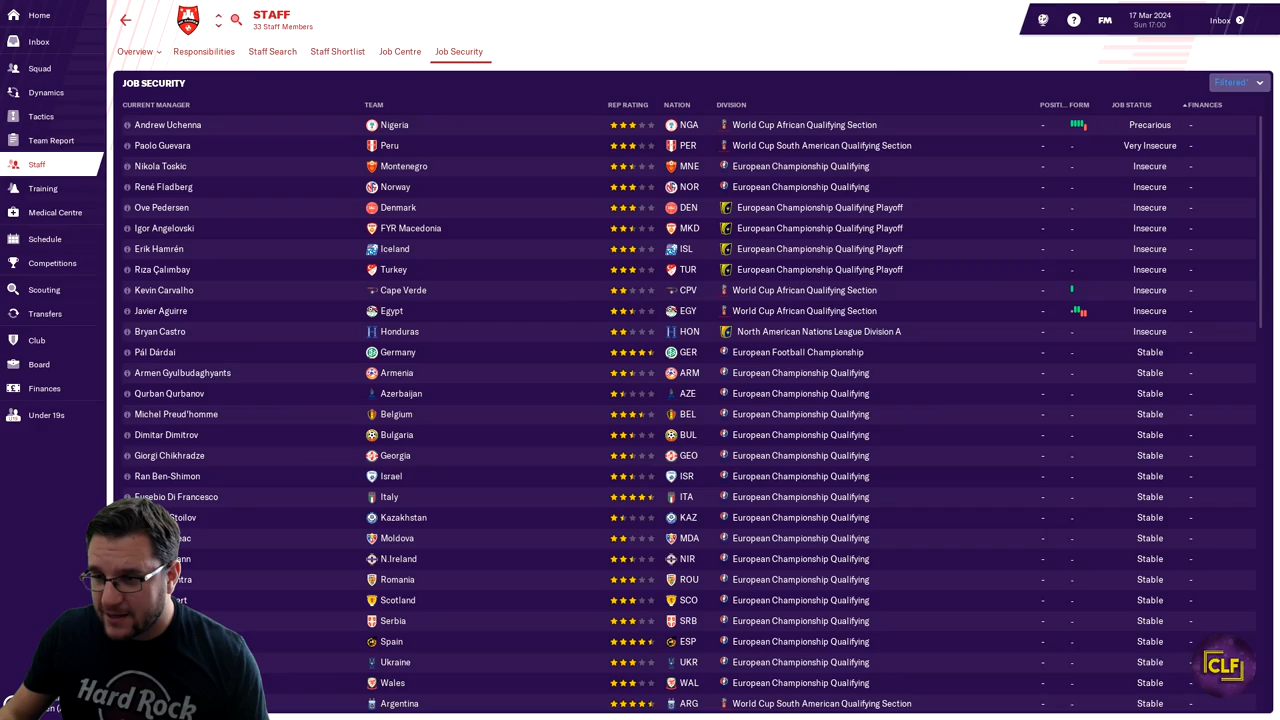 Home
Inbox
Squad
Dynamics
Tactics
Team Report
Staff
Training
Medical Centre
Schedule
Competitions
Scouting
Transfers
Club
Board
Finances
Under 19s
STAFF
33 Staff Members
? FM 17 Mar 2024 Inbox
Sun 17:00
Overview Responsibilities Staff Search Staff Shortlist Job Centre Job Security
JOB SECURITY Filtered*
CURRENT MANAGER TEAM REP RATING NATION DIVISION POSITI... FORM JOB STATUS FINANCES
Andrew Uchenna Nigeria NGA World Cup African Qualifying Section - Precarious -
Paolo Guevara Peru PER World Cup South American Qualifying Section - - Very Insecure -
Nikola Toskic Montenegro MNE European Championship Qualifying - - Insecure -
René Fladberg Norway NOR European Championship Qualifying - - Insecure -
Ove Pedersen Denmark DEN European Championship Qualifying Playoff - - Insecure -
Igor Angelovski FYR Macedonia MKD European Championship Qualifying Playoff - - Insecure -
Erik Hamrén Iceland ISL European Championship Qualifying Playoff - - Insecure -
Rıza Çalımbay Turkey TUR European Championship Qualifying Playoff - - Insecure -
Kevin Carvalho Cape Verde CPV World Cup African Qualifying Section - Insecure -
Javier Aguirre Egypt EGY World Cup African Qualifying Section - Insecure -
Bryan Castro Honduras HON North American Nations League Division A - - Insecure -
Pál Dárdai Germany GER European Football Championship - - Stable -
Armen Gyulbudaghyants Armenia ARM European Championship Qualifying - - Stable -
Qurban Qurbanov Azerbaijan AZE European Championship Qualifying - - Stable -
Michel Preud'homme Belgium BEL European Championship Qualifying - - Stable -
Dimitar Dimitrov Bulgaria BUL European Championship Qualifying - - Stable -
Giorgi Chikhradze Georgia GEO European Championship Qualifying - - Stable -
Ran Ben-Shimon Israel ISR European Championship Qualifying - - Stable -
Eusebio Di Francesco Italy ITA European Championship Qualifying - - Stable -
Stoilov Kazakhstan KAZ European Championship Qualifying - - Stable -
Moldova MDA European Championship Qualifying - - Stable -
N.Ireland NIR European Championship Qualifying - - Stable -
Romania ROU European Championship Qualifying - - Stable -
Scotland SCO European Championship Qualifying - - Stable -
Serbia SRB European Championship Qualifying - - Stable -
Spain ESP European Championship Qualifying - - Stable -
Ukraine UKR European Championship Qualifying - - Stable -
Wales WAL European Championship Qualifying - - Stable -
Argentina ARG World Cup South American Qualifying Section - - Stable -
Hard Rock
CLF